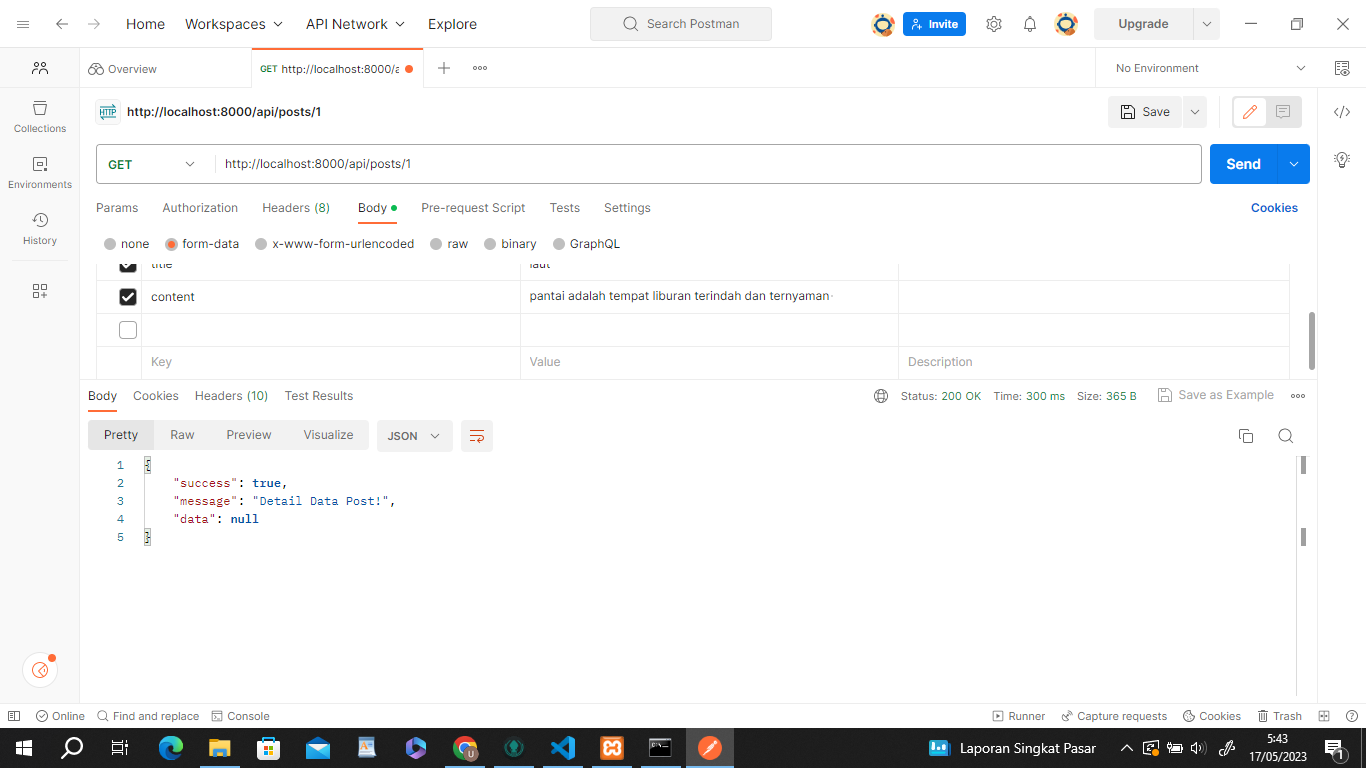 Home Workspaces API Network Explore Search Postman Invite Upgrade
Overview GET http://localhost:8000/a No Environment
HTTP http://localhost:8000/api/posts/1 Save
Collections
GET http://localhost:8000/api/posts/1 Send
Environments
Params Authorization Headers (8) Body Pre-request Script Tests Settings Cookies
History
none form-data x-www-form-urlencoded raw binary GraphQL
title laut
content pantai adalah tempat liburan terindah dan ternyaman
Key Value Description
Body Cookies Headers (10) Test Results Status: 200 OK Time: 300 ms Size: 365 B Save as Example
Pretty Raw Preview Visualize JSON
1 {
2 "success": true,
3 "message": "Detail Data Post!",
4 "data": null
5 }
Online Find and replace Console Runner Capture requests Cookies Trash
Laporan Singkat Pasar 5:43
17/05/2023 1